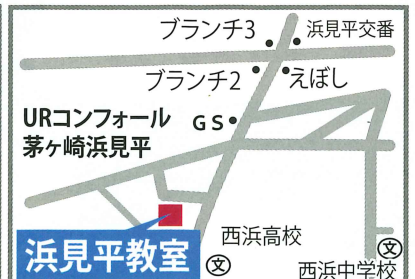 ブランチ3
浜見平交番
ブランチ2
えぼし
URコンフォール
茅ヶ崎浜見平
GS
浜見平教室
西浜高校
文
文
西浜中学校